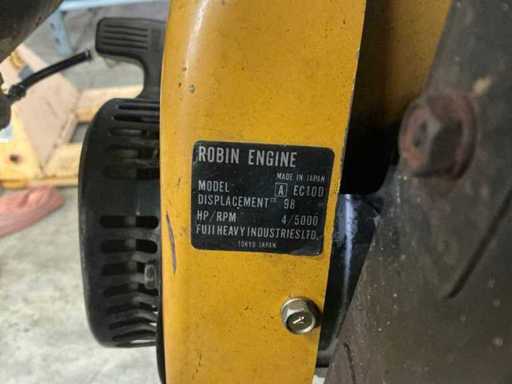 ROBIN ENGINE
MADE IN JAPAN
MODEL A EC10D
DISPLACEMENT CC 98
HP/RPM 4/5000
FUJI HEAVY INDUSTRIES LTD.
TOKYO JAPAN